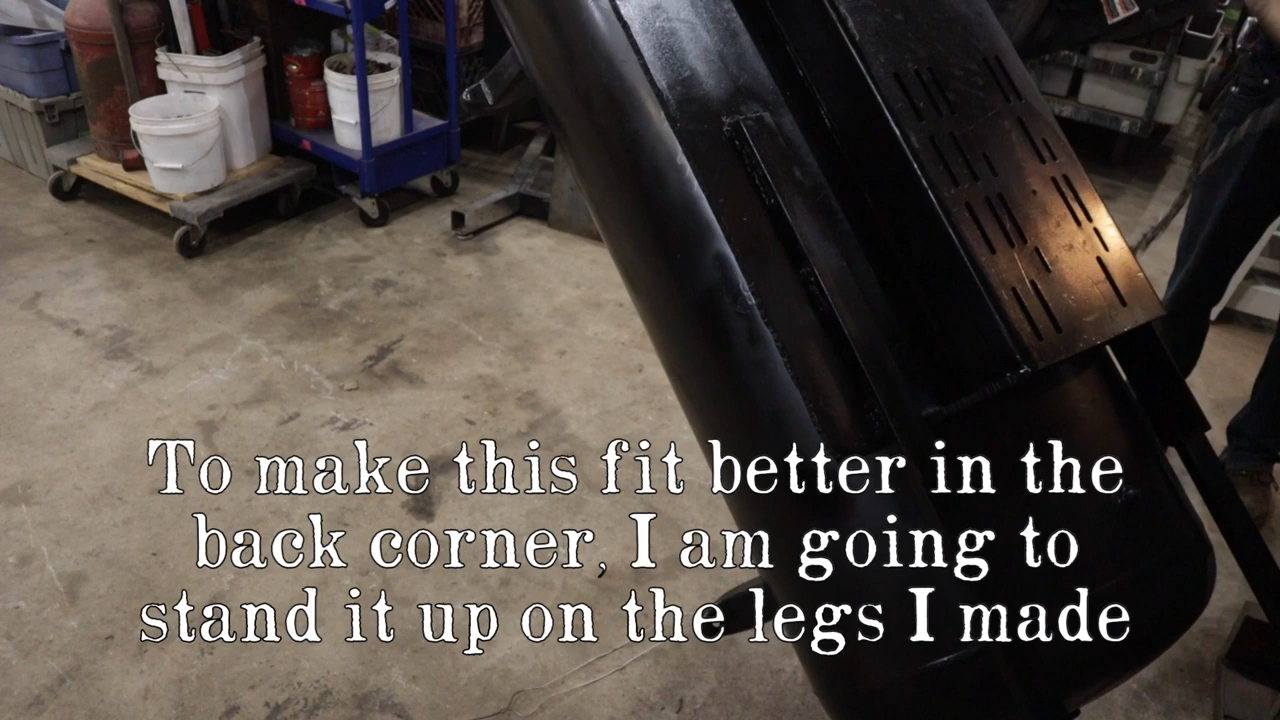 To make this fit better in the
back corner, I am going to
stand it up on the legs I made